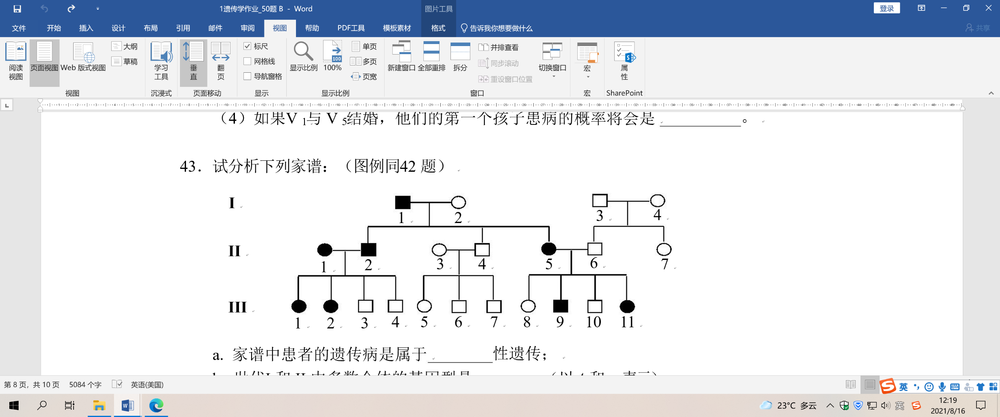 1遗传学作业_50题 B - Word
图片工具
登录
文件 开始 插入 设计 布局 引用 邮件 审阅 视图 帮助 PDF工具 模板素材 格式 告诉我你想要做什么 共享
阅读视图 页面视图 Web 版式视图 大纲 草稿
视图
学习工具
沉浸式
垂直 翻页
页面移动
标尺 网格线 导航窗格
显示
显示比例 100% 100 单页 多页 页宽
显示比例
新建窗口 全部重排 拆分 并排查看 同步滚动 重设窗口位置 切换窗口
窗口
宏
宏
属性
SharePoint
（4）如果V 1与 V 5结婚，他们的第一个孩子患病的概率将会是 。
43．试分析下列家谱：（图例同42 题）
I 1 2 3 4
II 1 2 3 4 5 6 7
III 1 2 3 4 5 6 7 8 9 10 11
a. 家谱中患者的遗传病是属于 性遗传；
第 8 页，共 10 页 5084 个字 英语(美国)
英
23°C 多云 英 12:19
2021/8/16